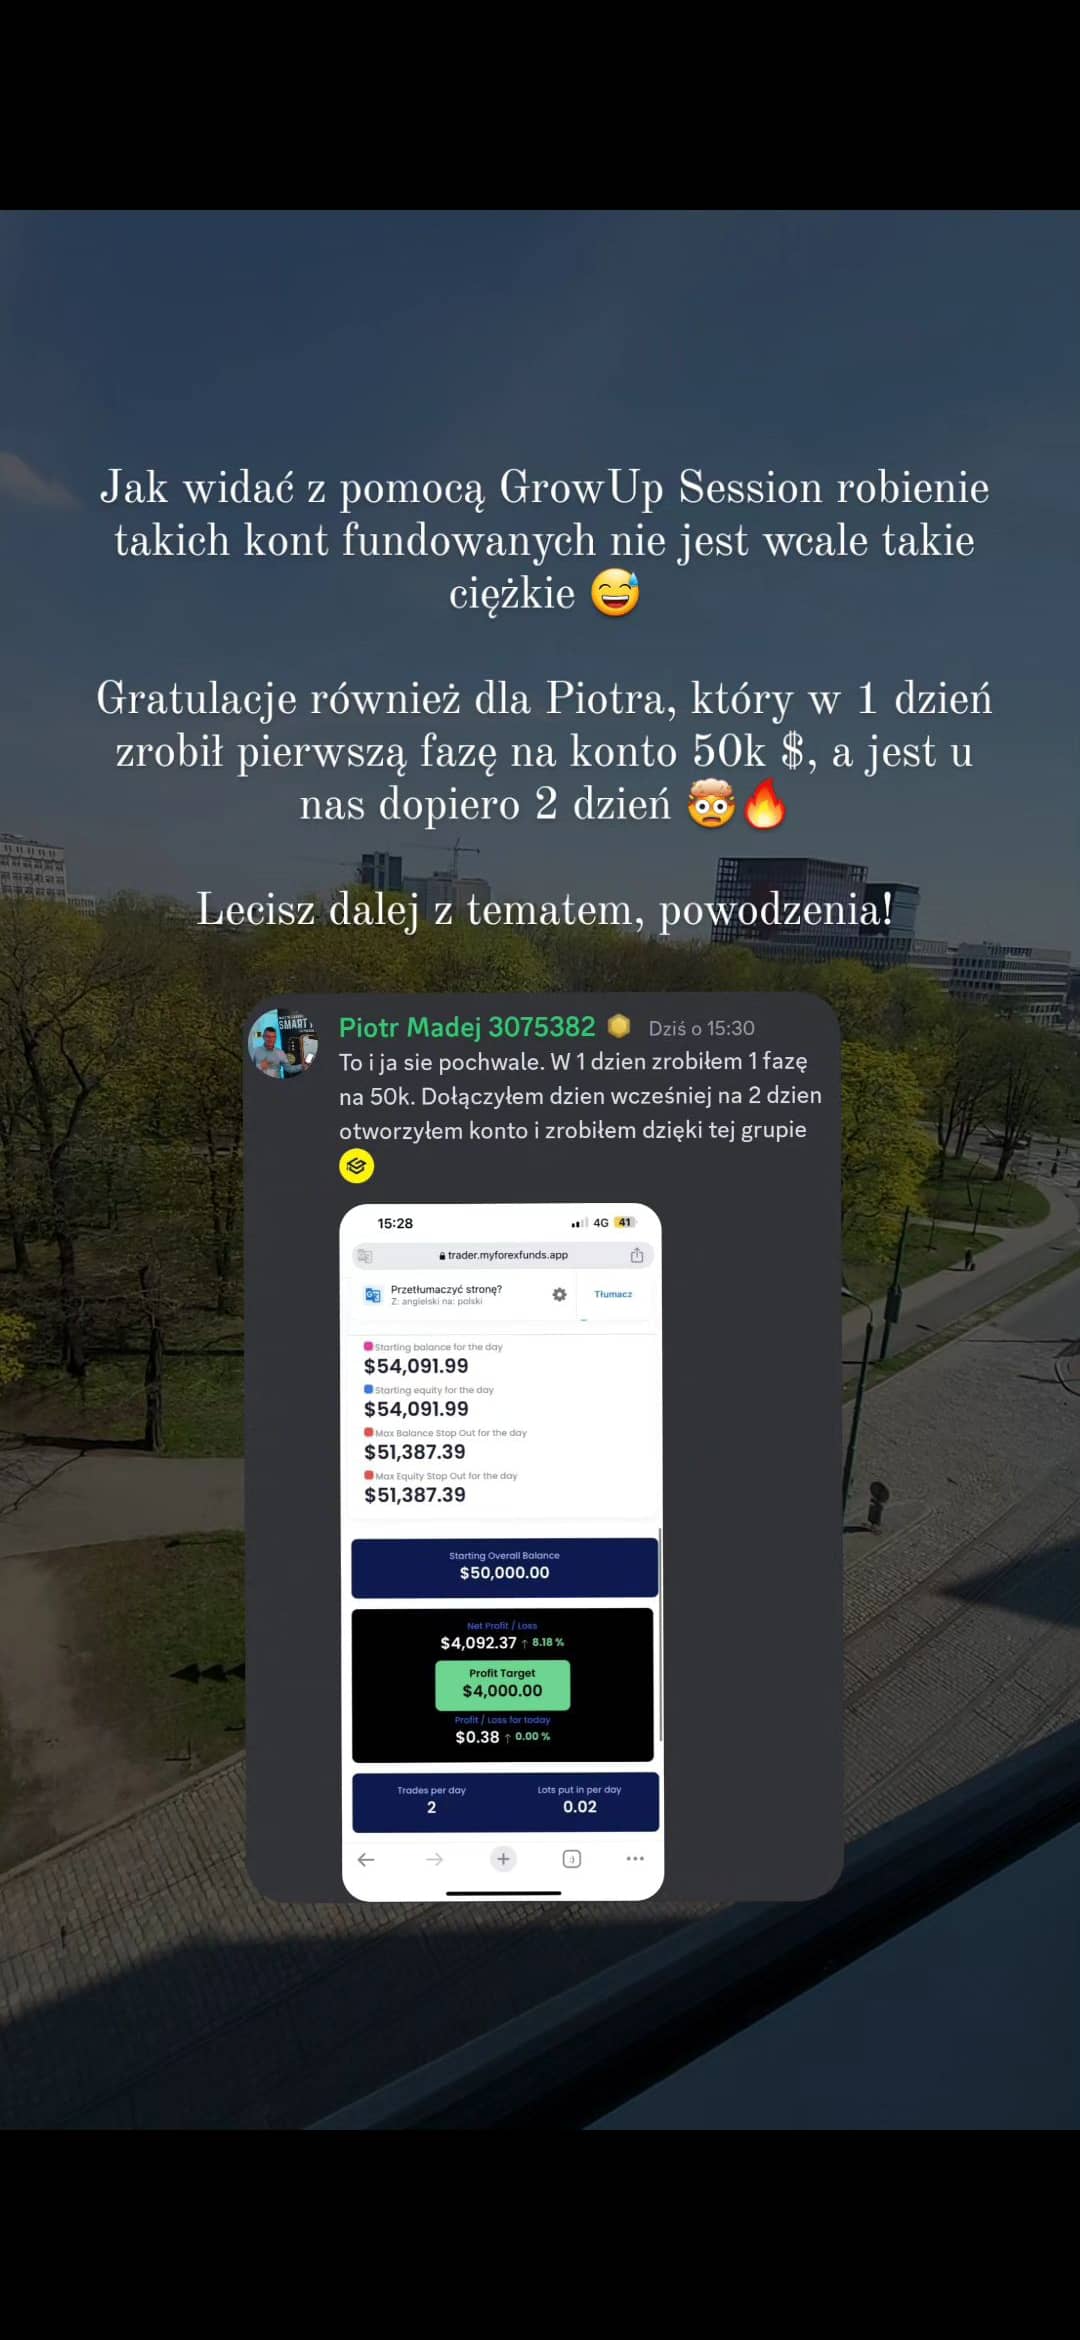 Jak widać z pomocą GrowUp Session robienie
takich kont fundowanych nie jest wcale takie
ciężkie 😅
Gratulacje również dla Piotra, który w 1 dzień
zrobił pierwszą fazę na konto 50k $, a jest u
nas dopiero 2 dzień 🤯🔥
Lecisz dalej z tematem, powodzenia!
SMART
Piotr Madej 3075382 Dziś o 15:30
To i ja sie pochwale. W 1 dzien zrobiłem 1 fazę
na 50k. Dołączyłem dzien wcześniej na 2 dzien
otworzyłem konto i zrobiłem dzięki tej grupie
15:28 4G 41
trader.myforexfunds.app
Przetłumaczyć stronę?
Z: angielski na: polski
Tłumacz
Starting balance for the day
$54,091.99
Starting equity for the day
$54,091.99
Max Balance Stop Out for the day
$51,387.39
Max Equity Stop Out for the day
$51,387.39
Starting Overall Balance
$50,000.00
Net Profit / Loss
$4,092.37 ↑ 8.18 %
Profit Target
$4,000.00
Profit / Loss for today
$0.38 ↑ 0.00 %
Trades per day
2
Lots put in per day
0.02
:)